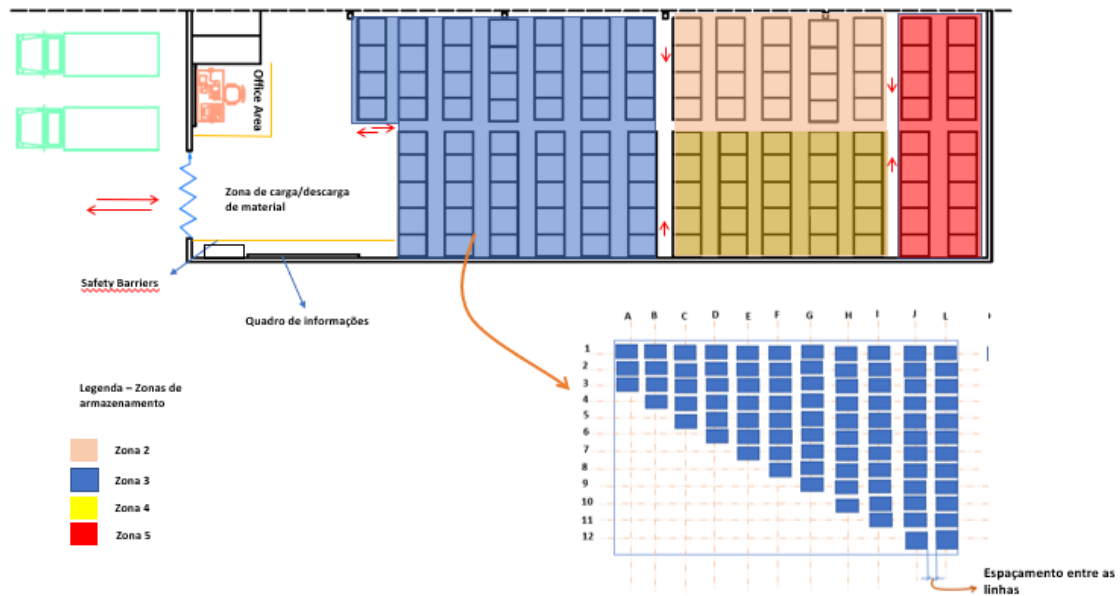 Office Area
Zona de carga/descarga
de material
Safety Barriers
Quadro de informações
Legenda – Zonas de
armazenamento
Zona 2
Zona 3
Zona 4
Zona 5
A B C D E F G H I J L
1
2
3
4
5
6
7
8
9
10
11
12
Espaçamento entre as
linhas